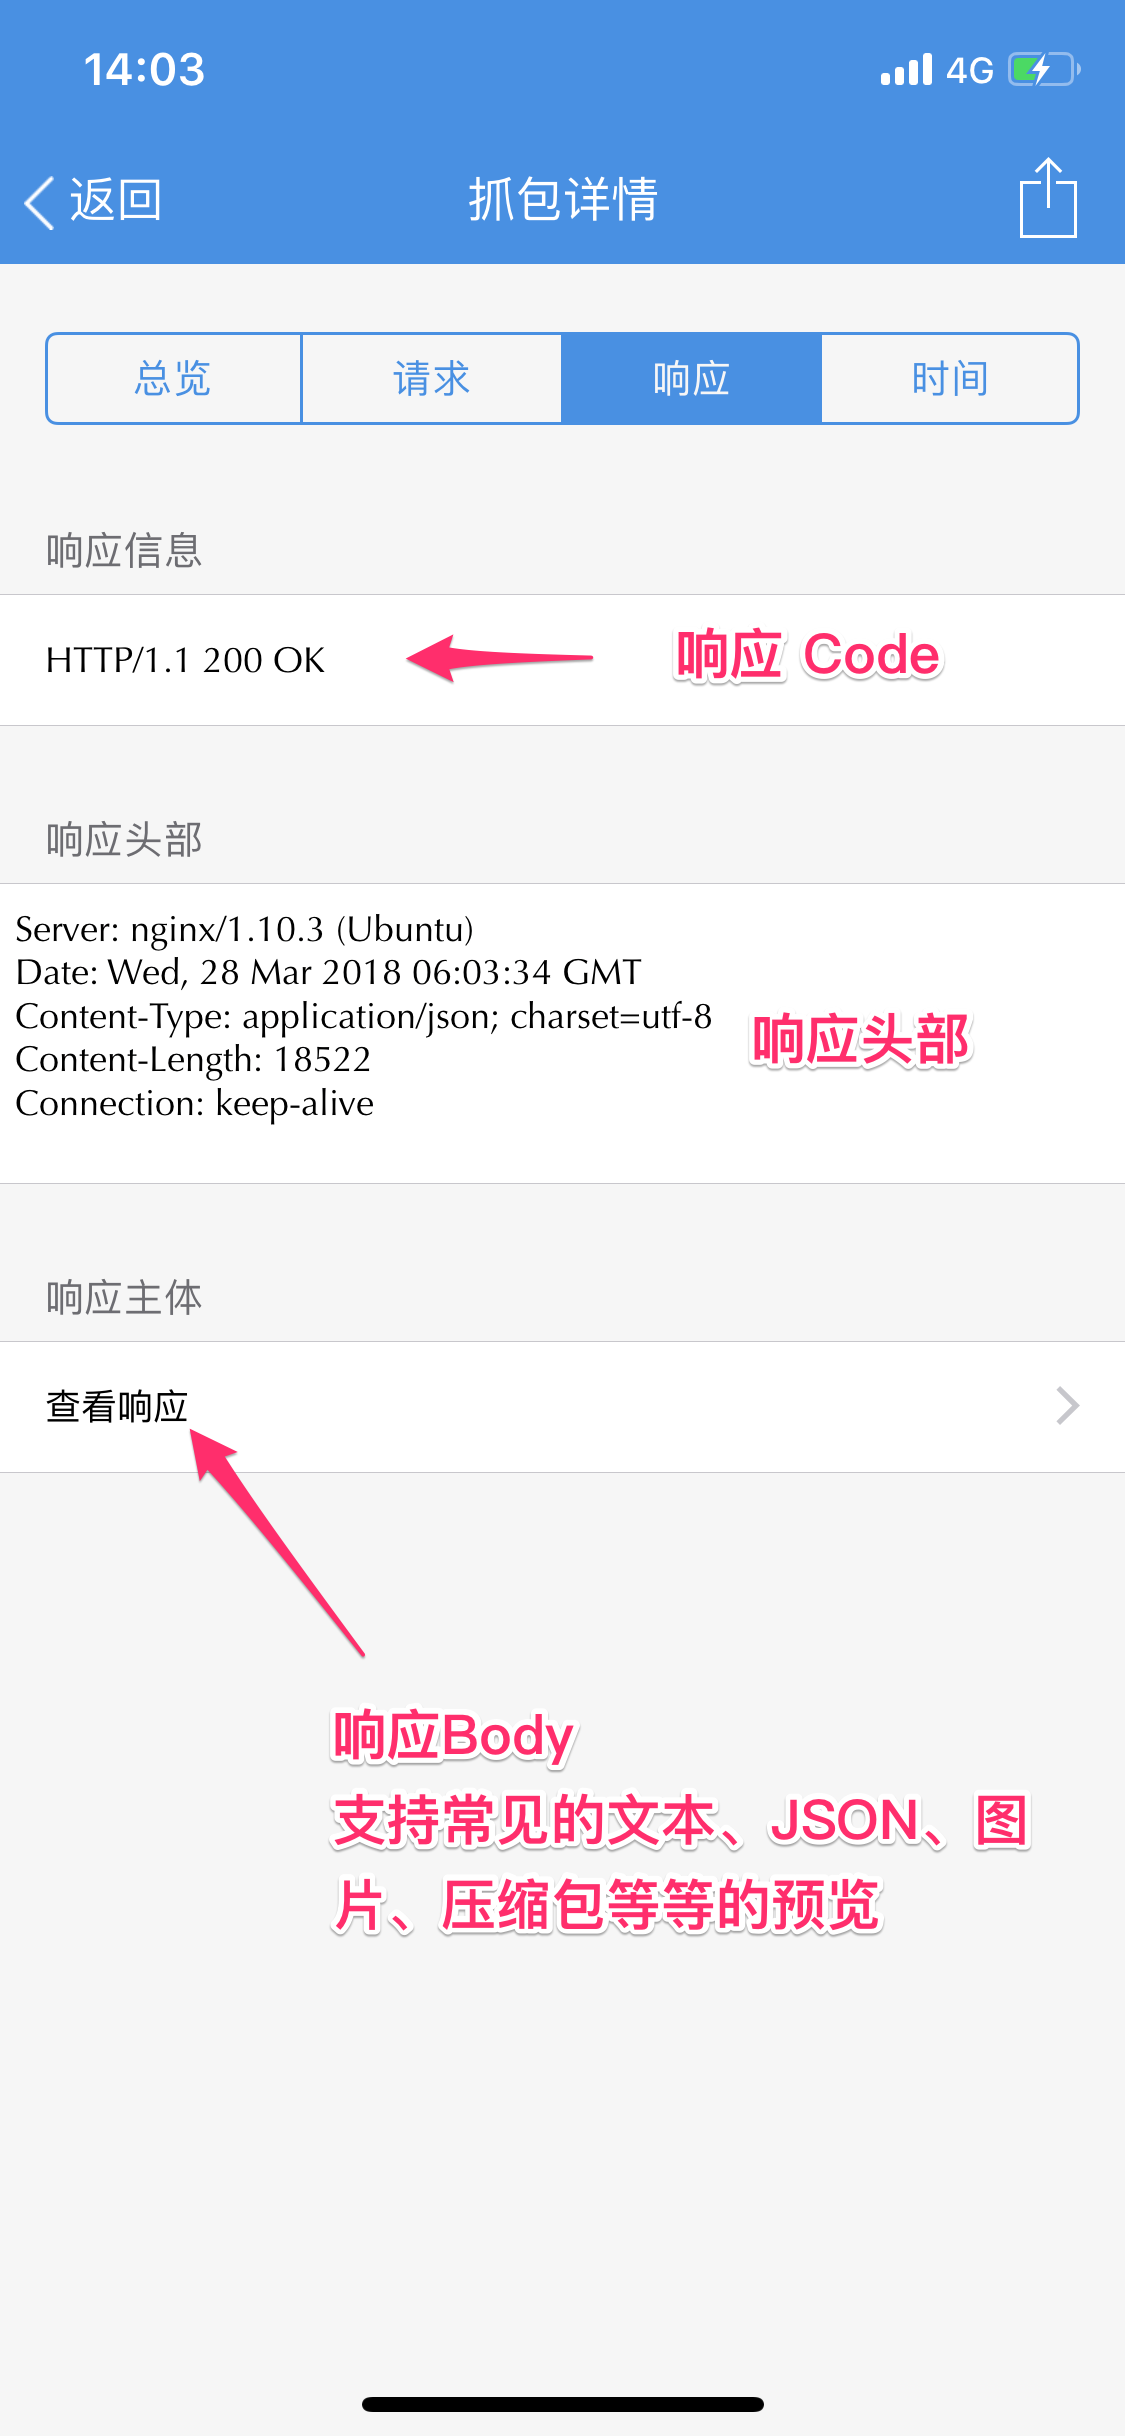 14:03
4G
返回
抓包详情
总览
请求
响应
时间
响应信息
HTTP/1.1 200 OK
响应 Code
响应头部
Server: nginx/1.10.3 (Ubuntu)
Date: Wed, 28 Mar 2018 06:03:34 GMT
Content-Type: application/json; charset=utf-8
Content-Length: 18522
Connection: keep-alive
响应头部
响应主体
查看响应
响应Body
支持常见的文本、JSON、图
片、压缩包等等的预览